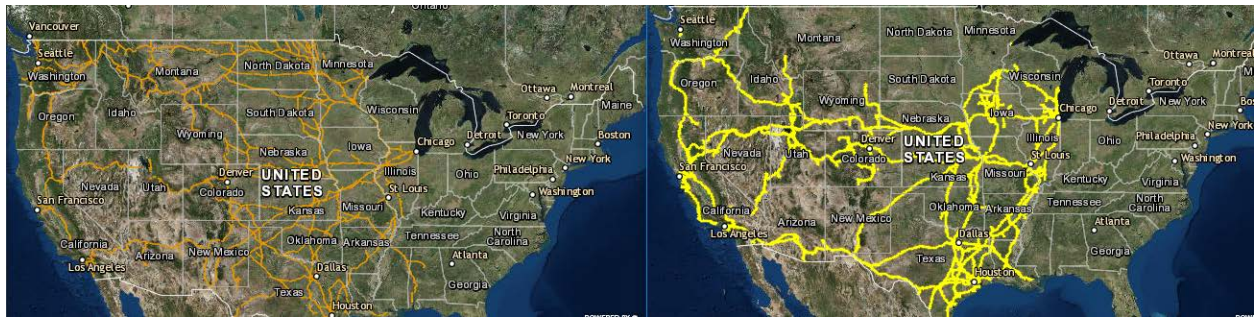 Vancouver
Seattle
Washington
Montana
North Dakota
Minnesota
Ontario
Oregon
Idaho
South Dakota
Wisconsin
Ottawa
Montreal
Maine
Wyoming
Toronto
Detroit
New York
Boston
Nebraska
Iowa
Chicago
Nevada
Utah
Denver
Colorado
UNITED
STATES
Illinois
Ohio
Philadelphia
New York
San Francisco
Kansas
Missouri
St Louis
Kentucky
Virginia
Washington
California
Los Angeles
Arizona
New Mexico
Oklahoma
Arkansas
Tennessee
North
Carolina
Dallas
Texas
Atlanta
Georgia
Houston
POWERED BY
Seattle
Washington
Montana
North Dakota
Minnesota
Oregon
Idaho
South Dakota
Wisconsin
Ottawa
Montreal
Wyoming
Toronto
Detroit
New York
Nebraska
Iowa
Chicago
Nevada
Utah
Denver
Colorado
UNITED
STATES
Illinois
Ohio
Philadelphia
New York
San Francisco
Kansas
Missouri
St Louis
Kentucky
Virginia
Washington
California
Los Angeles
Arizona
New Mexico
Oklahoma
Arkansas
Tennessee
North
Carolina
Dallas
Texas
Atlanta
Georgia
Houston